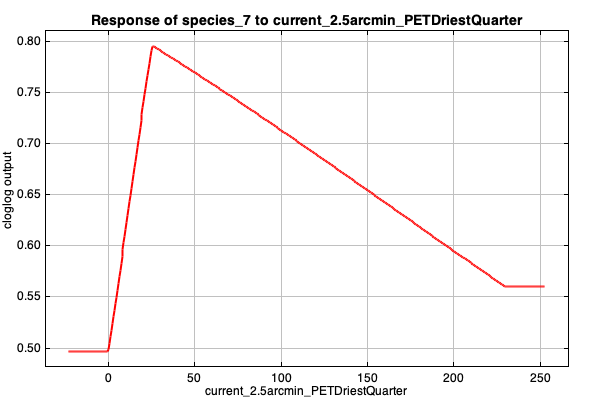 Response of species_7 to current_2.5arcmin_PETDriestQuarter
0.80
0.75
0.70
0.65
0.60
0.55
0.50
cloglog output
0 50 100 150 200 250
current_2.5arcmin_PETDriestQuarter